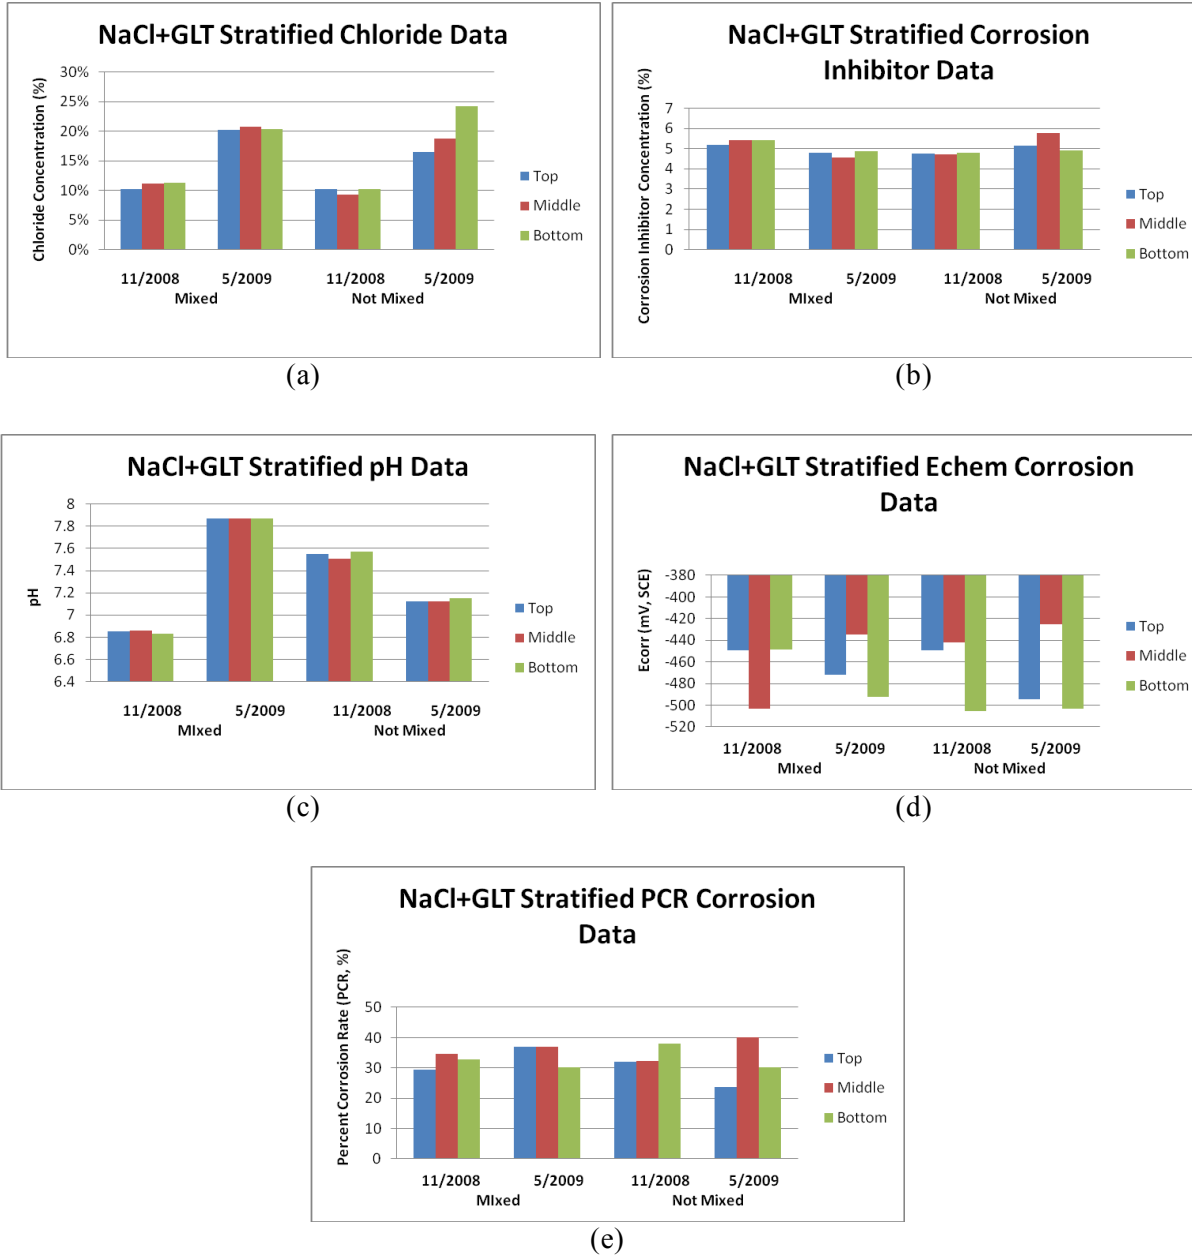 NaCl+GLT Stratified Chloride Data
Chloride Concentration (%)
30%
25%
20%
15%
10%
5%
0%
11/2008 5/2009 11/2008 5/2009
Mixed Not Mixed
Top
Middle
Bottom
(a)
NaCl+GLT Stratified Corrosion
Inhibitor Data
Corrosion Inhibitor Concentration (%)
7
6
5
4
3
2
1
0
11/2008 5/2009 11/2008 5/2009
MIxed Not Mixed
Top
Middle
Bottom
(b)
NaCl+GLT Stratified pH Data
pH
8
7.8
7.6
7.4
7.2
7
6.8
6.6
6.4
11/2008 5/2009 11/2008 5/2009
MIxed Not Mixed
Top
Middle
Bottom
(c)
NaCl+GLT Stratified Echem Corrosion
Data
Ecorr (mV, SCE)
-380
-400
-420
-440
-460
-480
-500
-520
11/2008 5/2009 11/2008 5/2009
MIxed Not Mixed
Top
Middle
Bottom
(d)
NaCl+GLT Stratified PCR Corrosion
Data
Percent Corrosion Rate (PCR, %)
50
40
30
20
10
0
11/2008 5/2009 11/2008 5/2009
MIxed Not Mixed
Top
Middle
Bottom
(e)